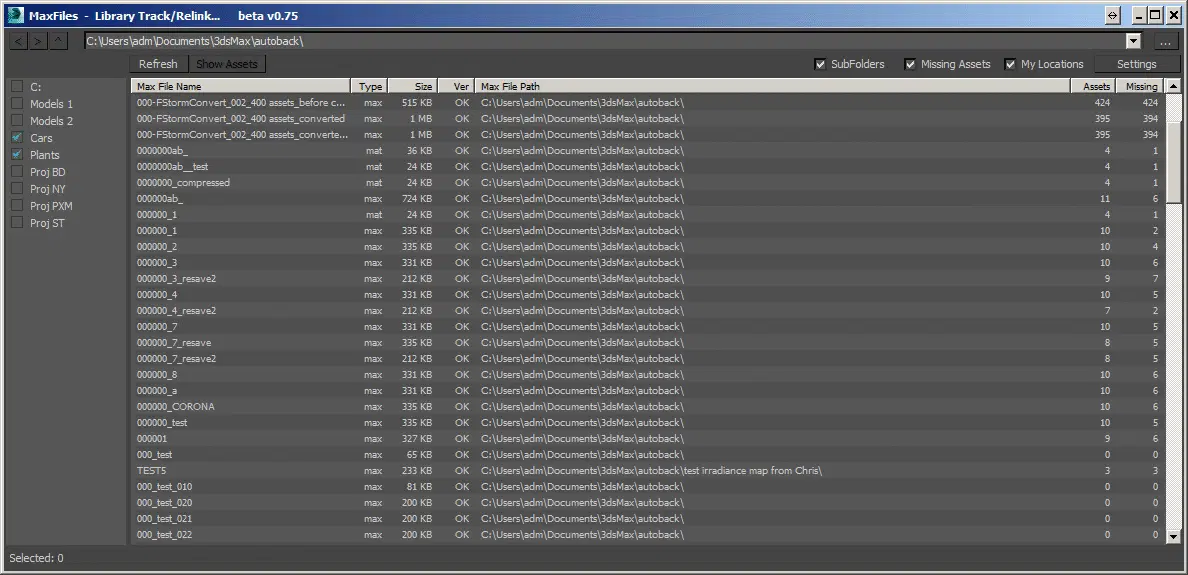 MaxFiles - Library Track/Relink... beta v0.75
< > ^ C:\Users\adm\Documents\3dsMax\autoback\ ...
Refresh Show Assets SubFolders Missing Assets My Locations Settings
C:
Models 1
Models 2
Cars
Plants
Proj BD
Proj NY
Proj PXM
Proj ST
Max File Name Type Size Ver Max File Path Assets Missing
000-FStormConvert_002_400 assets_before c... max 515 KB OK C:\Users\adm\Documents\3dsMax\autoback\ 424 424
000-FStormConvert_002_400 assets_converted max 1 MB OK C:\Users\adm\Documents\3dsMax\autoback\ 395 394
000-FStormConvert_002_400 assets_converte... max 1 MB OK C:\Users\adm\Documents\3dsMax\autoback\ 395 394
0000000ab_ mat 36 KB OK C:\Users\adm\Documents\3dsMax\autoback\ 4 1
0000000ab__test mat 24 KB OK C:\Users\adm\Documents\3dsMax\autoback\ 4 1
0000000_compressed mat 24 KB OK C:\Users\adm\Documents\3dsMax\autoback\ 4 1
000000ab_ max 724 KB OK C:\Users\adm\Documents\3dsMax\autoback\ 11 6
000000_1 mat 24 KB OK C:\Users\adm\Documents\3dsMax\autoback\ 4 1
000000_1 max 335 KB OK C:\Users\adm\Documents\3dsMax\autoback\ 10 2
000000_2 max 335 KB OK C:\Users\adm\Documents\3dsMax\autoback\ 10 4
000000_3 max 331 KB OK C:\Users\adm\Documents\3dsMax\autoback\ 10 6
000000_3_resave2 max 212 KB OK C:\Users\adm\Documents\3dsMax\autoback\ 9 7
000000_4 max 331 KB OK C:\Users\adm\Documents\3dsMax\autoback\ 10 5
000000_4_resave2 max 212 KB OK C:\Users\adm\Documents\3dsMax\autoback\ 7 2
000000_7 max 331 KB OK C:\Users\adm\Documents\3dsMax\autoback\ 10 5
000000_7_resave max 335 KB OK C:\Users\adm\Documents\3dsMax\autoback\ 8 5
000000_7_resave2 max 212 KB OK C:\Users\adm\Documents\3dsMax\autoback\ 8 5
000000_8 max 331 KB OK C:\Users\adm\Documents\3dsMax\autoback\ 10 6
000000_a max 331 KB OK C:\Users\adm\Documents\3dsMax\autoback\ 10 6
000000_CORONA max 335 KB OK C:\Users\adm\Documents\3dsMax\autoback\ 10 6
000000_test max 335 KB OK C:\Users\adm\Documents\3dsMax\autoback\ 10 5
000001 max 327 KB OK C:\Users\adm\Documents\3dsMax\autoback\ 9 6
000_test max 65 KB OK C:\Users\adm\Documents\3dsMax\autoback\ 0 0
TEST5 max 233 KB OK C:\Users\adm\Documents\3dsMax\autoback\test irradiance map from Chris\ 3 3
000_test_010 max 81 KB OK C:\Users\adm\Documents\3dsMax\autoback\ 0 0
000_test_020 max 200 KB OK C:\Users\adm\Documents\3dsMax\autoback\ 0 0
000_test_021 max 200 KB OK C:\Users\adm\Documents\3dsMax\autoback\ 0 0
000_test_022 max 200 KB OK C:\Users\adm\Documents\3dsMax\autoback\ 0 0
Selected: 0